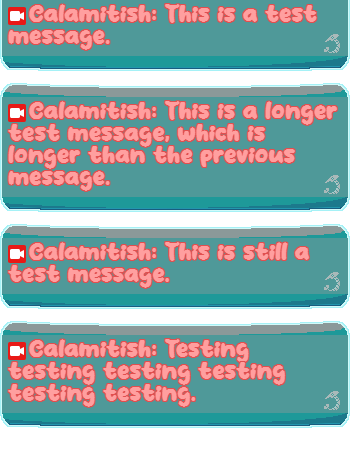 Calamitish: This is a test
message.
Calamitish: This is a longer
test message, which is
longer than the previous
message.
Calamitish: This is still a
test message.
Calamitish: Testing
testing testing testing
testing testing.